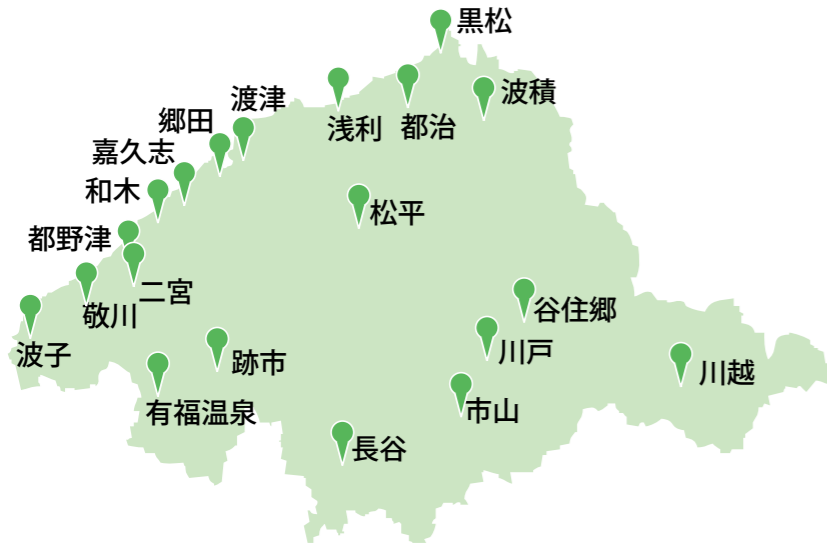 黒松
波積
渡津
浅利
都治
郷田
嘉久志
和木
松平
都野津
二宮
敬川
谷住郷
波子
跡市
川戸
川越
有福温泉
市山
長谷